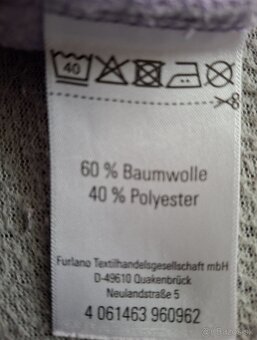 40
60 % Baumwolle
40 % Polyester
Furlano Textilhandelsgesellschaft mbH
D-49610 Quakenbrück
Neulandstraße 5
4 061463 960962